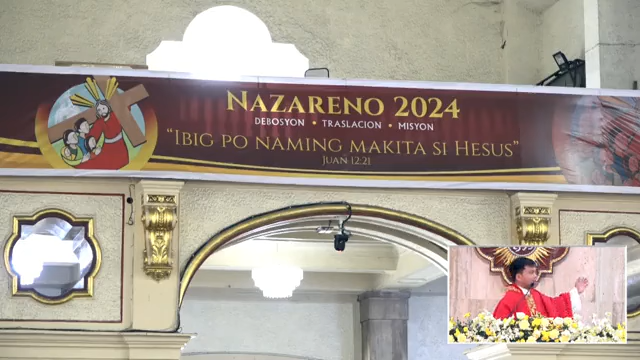 NAZARENO 2024
DEBOSYON • TRASLACION • MISYON
“IBIG PO NAMING MAKITA SI HESUS”
JUAN 12:21